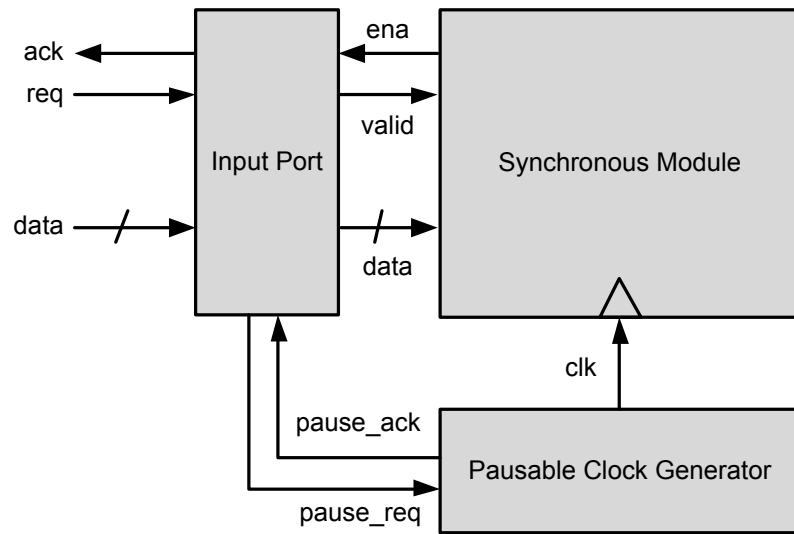 ena
ack
req
valid
Input Port
Synchronous Module
data
data
clk
pause_ack
Pausable Clock Generator
pause_req